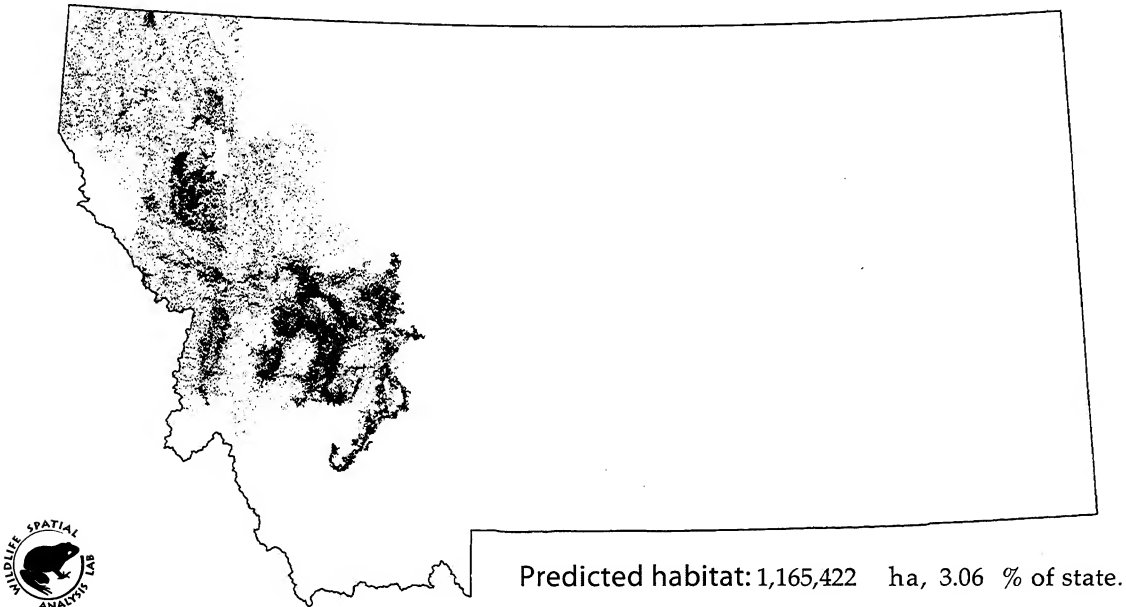 WILDLIFE SPATIAL ANALYSIS LAB
Predicted habitat: 1,165,422 ha, 3.06 % of state.